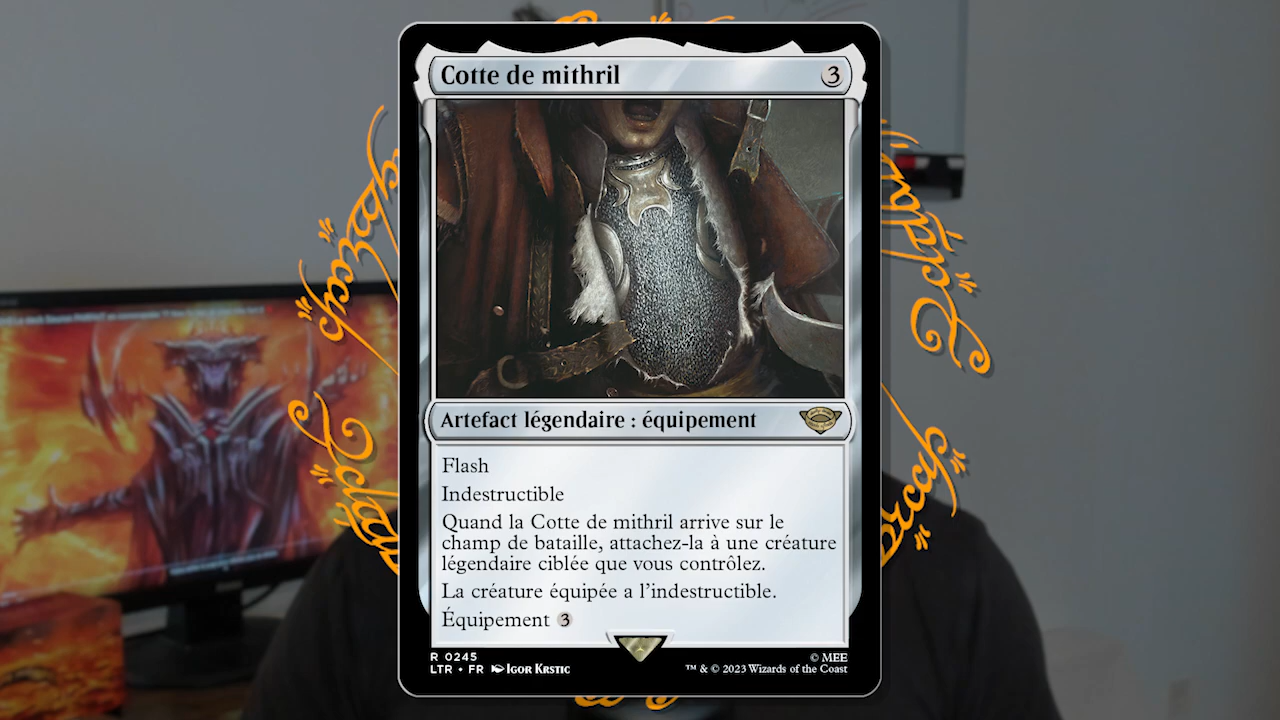 Cotte de mithril
3
Artefact légendaire : équipement
Flash
Indestructible
Quand la Cotte de mithril arrive sur le
champ de bataille, attachez-la à une créature
légendaire ciblée que vous contrôlez.
La créature équipée a l’indestructible.
Équipement 3
R 0245
LTR • FR Igor Krstic
© MEE
™ & © 2023 Wizards of the Coast